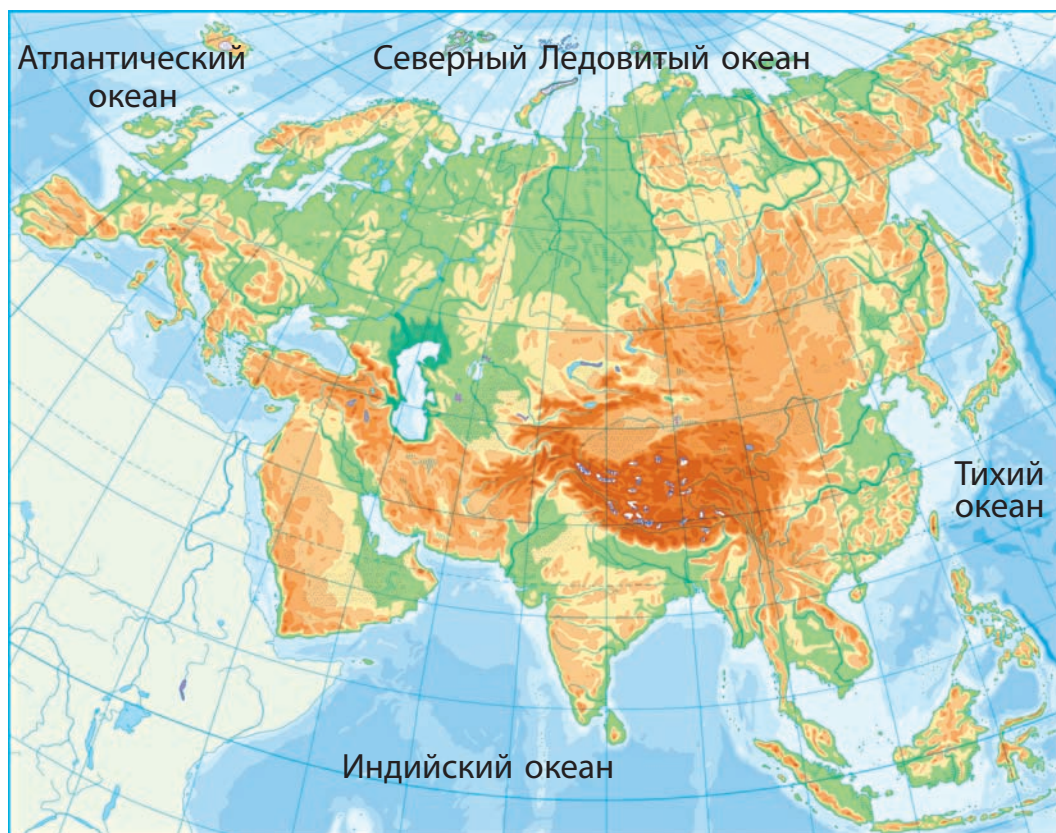 Атлантический
океан
Северный Ледовитый океан
Тихий
океан
Индийский океан